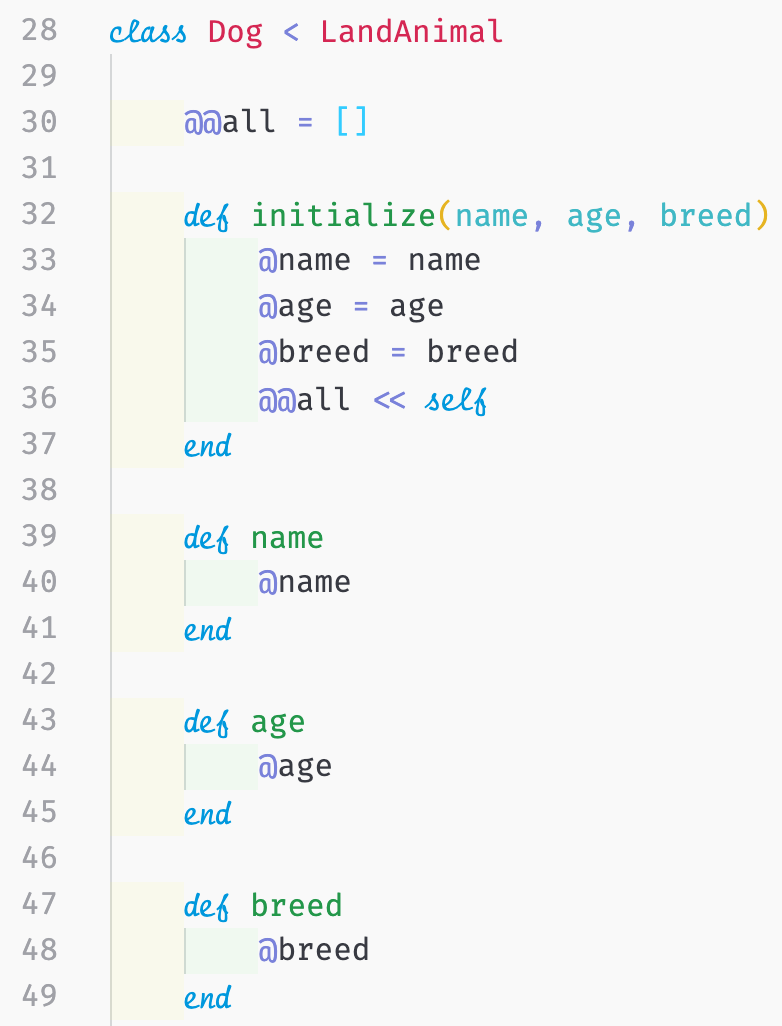 28 class Dog < LandAnimal
29
30 @@all = []
31
32 def initialize(name, age, breed)
33 @name = name
34 @age = age
35 @breed = breed
36 @@all << self
37 end
38
39 def name
40 @name
41 end
42
43 def age
44 @age
45 end
46
47 def breed
48 @breed
49 end